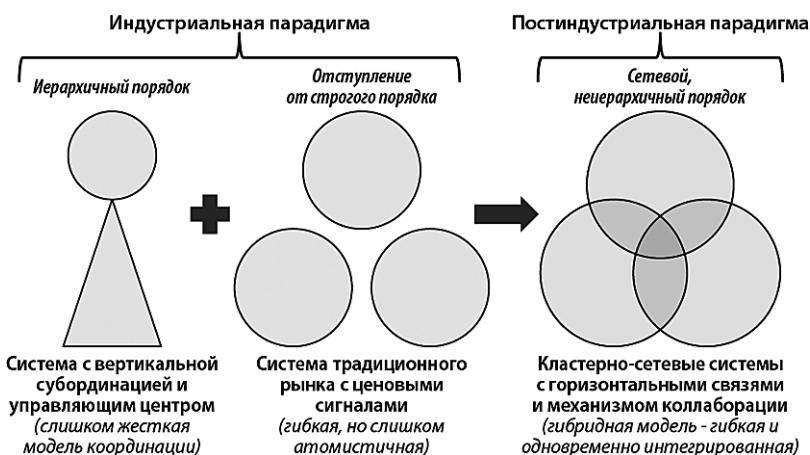 Индустриальная парадигма
Постиндустриальная парадигма
Иерархичный порядок
Отступление
от строгого порядка
Сетевой,
неиерархичный порядок
Система с вертикальной
субординацией и
управляющим центром
(слишком жесткая
модель координации)
Система традиционного
рынка с ценовыми
сигналами
(гибкая, но слишком
атомистичная)
Кластерно-сетевые системы
с горизонтальными связями
и механизмом коллаборации
(гибридная модель - гибкая и
одновременно интегрированная)